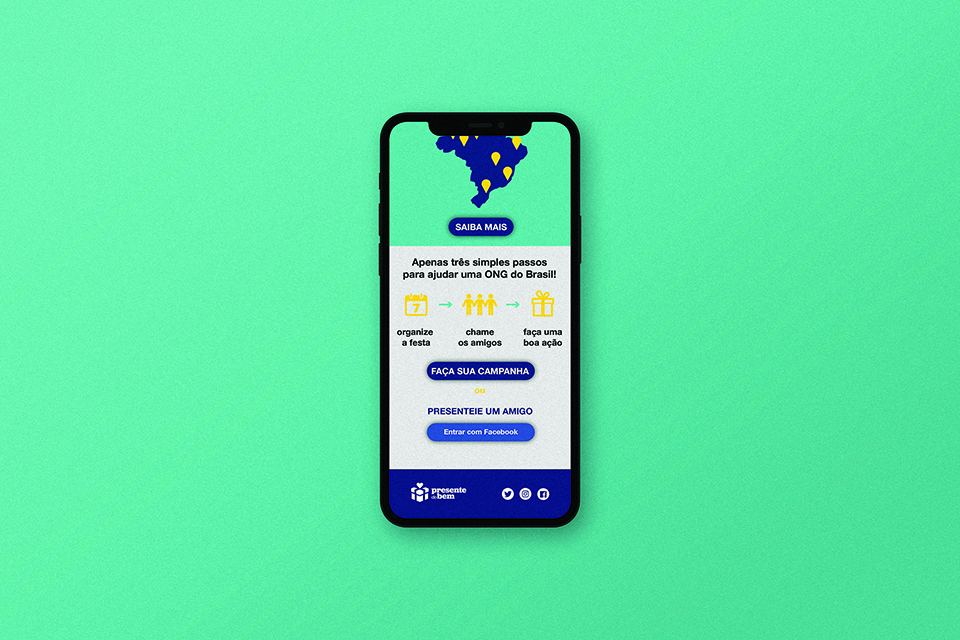 SAIBA MAIS
Apenas três simples passos
para ajudar uma ONG do Brasil!
7
organize
a festa
chame
os amigos
faça uma
boa ação
FAÇA SUA CAMPANHA
ou
PRESENTEIE UM AMIGO
Entrar com Facebook
presente
do bem